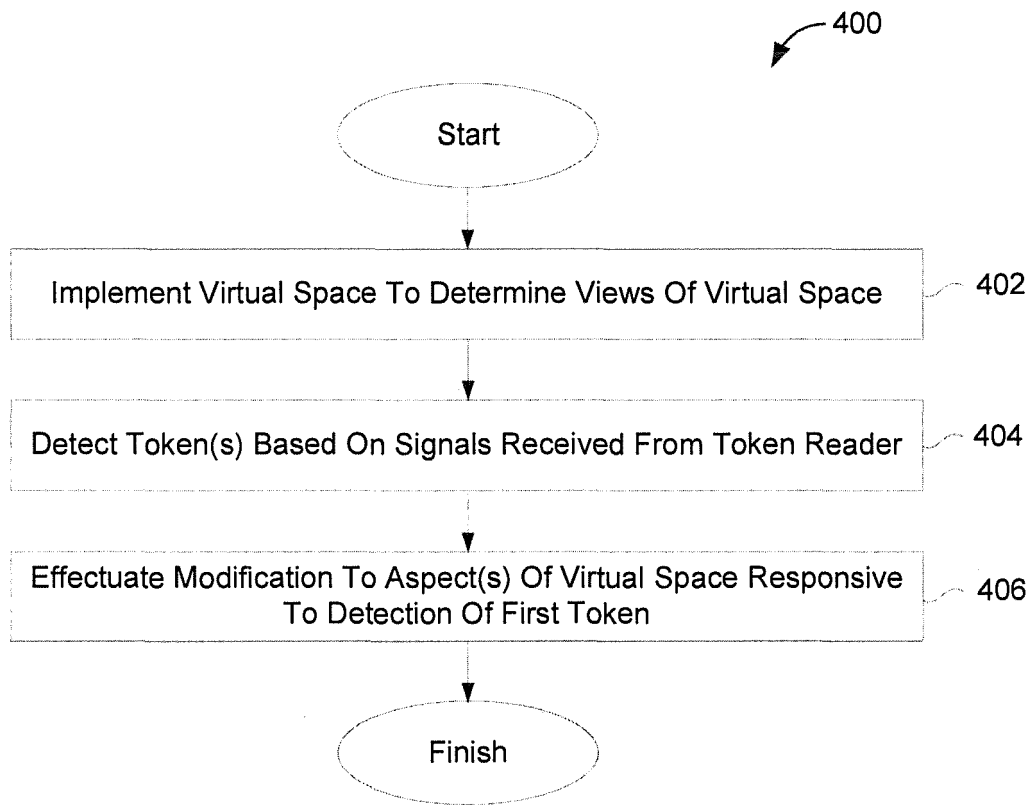 400
Start
Implement Virtual Space To Determine Views Of Virtual Space
402
Detect Token(s) Based On Signals Received From Token Reader
404
Effectuate Modification To Aspect(s) Of Virtual Space Responsive
To Detection Of First Token
406
Finish